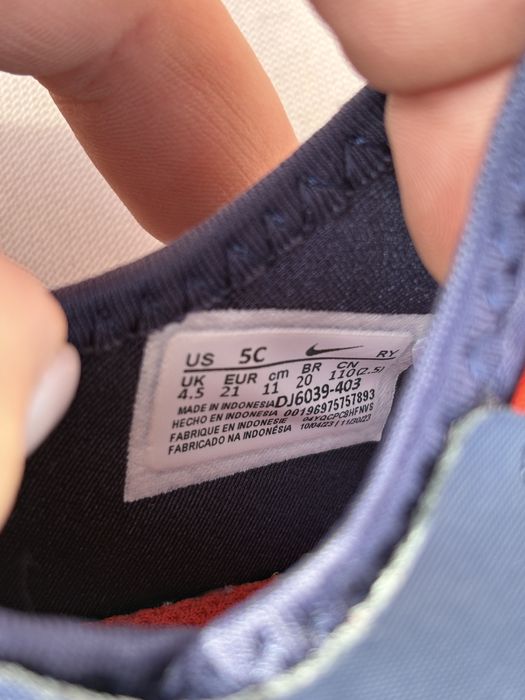 US 5C RY
UK EUR cm BR CN
4.5 21 11 20 110(2.5)
MADE IN INDONESIA DJ6039-403
HECHO EN INDONESIA 00196975757893
FABRIQUE EN INDONESIE 04YQCPC8HFNVS
FABRICADO NA INDONÉSIA 10/04/23 | 11/30/23